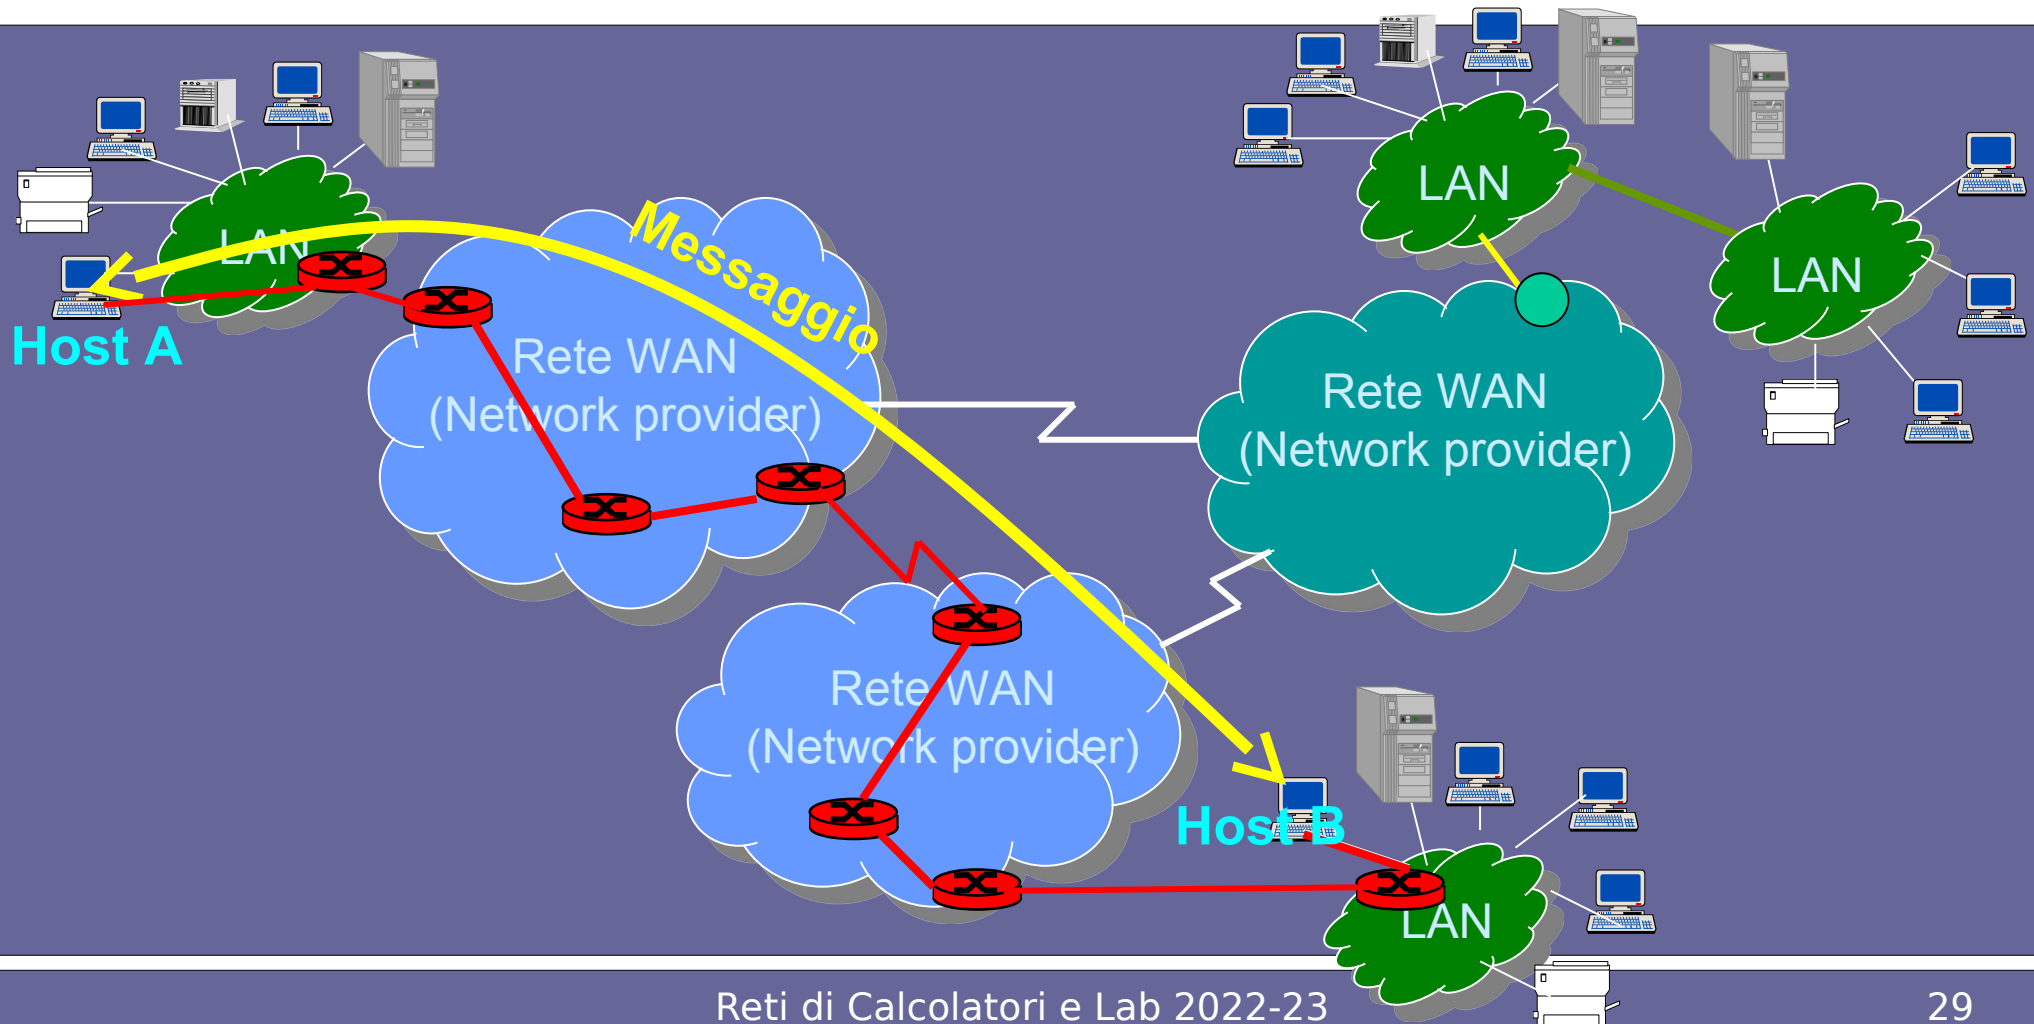 LAN
LAN
LAN
Messaggio
Host A
Rete WAN
(Network provider)
Rete WAN
(Network provider)
Rete WAN
(Network provider)
Host B
LAN
Reti di Calcolatori e Lab 2022-23
29